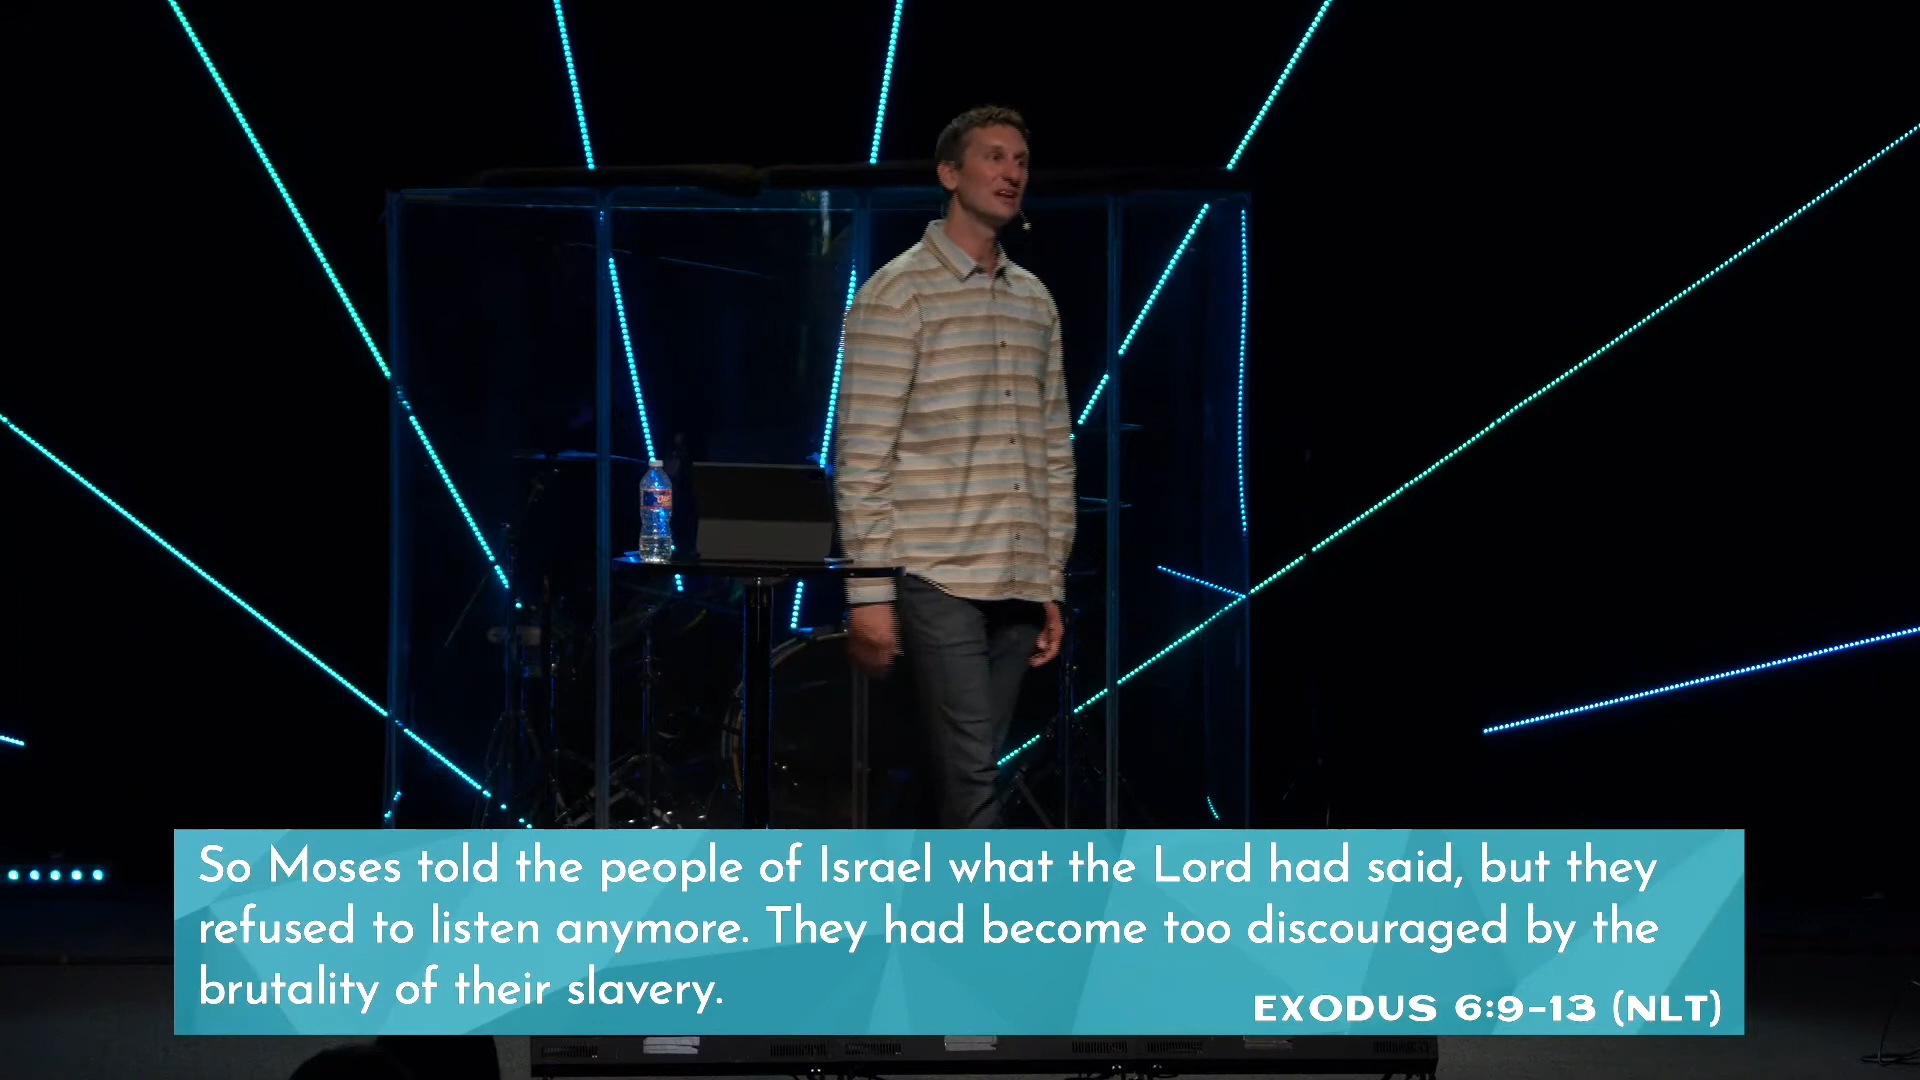 So Moses told the people of Israel what the Lord had said, but they
refused to listen anymore. They had become too discouraged by the
brutality of their slavery.
EXODUS 6:9-13 (NLT)